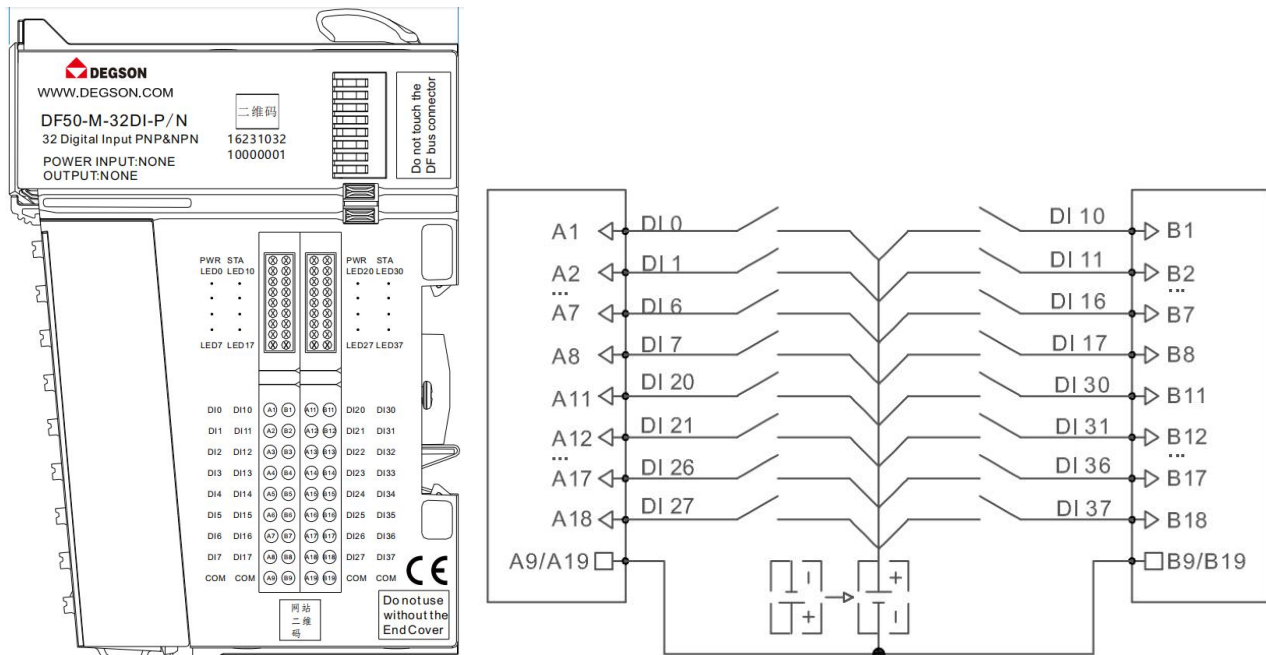 DEGSON
WWW.DEGSON.COM
DF50-M-32DI-P/N
32 Digital Input PNP&NPN
POWER INPUT:NONE
OUTPUT:NONE
二维码
16231032
10000001
Do not touch the
DF bus connector
PWR STA
LED0 LED10
LED7 LED17
PWR STA
LED20 LED30
LED27 LED37
DI0 DI10 A1 B1 A11 B11 DI20 DI30
DI1 DI11 A2 B2 A12 B12 DI21 DI31
DI2 DI12 A3 B3 A13 B13 DI22 DI32
DI3 DI13 A4 B4 A14 B14 DI23 DI33
DI4 DI14 A5 B5 A15 B15 DI24 DI34
DI5 DI15 A6 B6 A16 B16 DI25 DI35
DI6 DI16 A7 B7 A17 B17 DI26 DI36
DI7 DI17 A8 B8 A18 B18 DI27 DI37
COM COM A9 B9 A19 B19 COM COM
CE
网站
二维
码
Do not use
without the
End Cover
A1 DI 0 DI 10 B1
A2 DI 1 DI 11 B2
... ...
A7 DI 6 DI 16 B7
A8 DI 7 DI 17 B8
A11 DI 20 DI 30 B11
A12 DI 21 DI 31 B12
... ...
A17 DI 26 DI 36 B17
A18 DI 27 DI 37 B18
A9/A19 B9/B19
- +
+ -